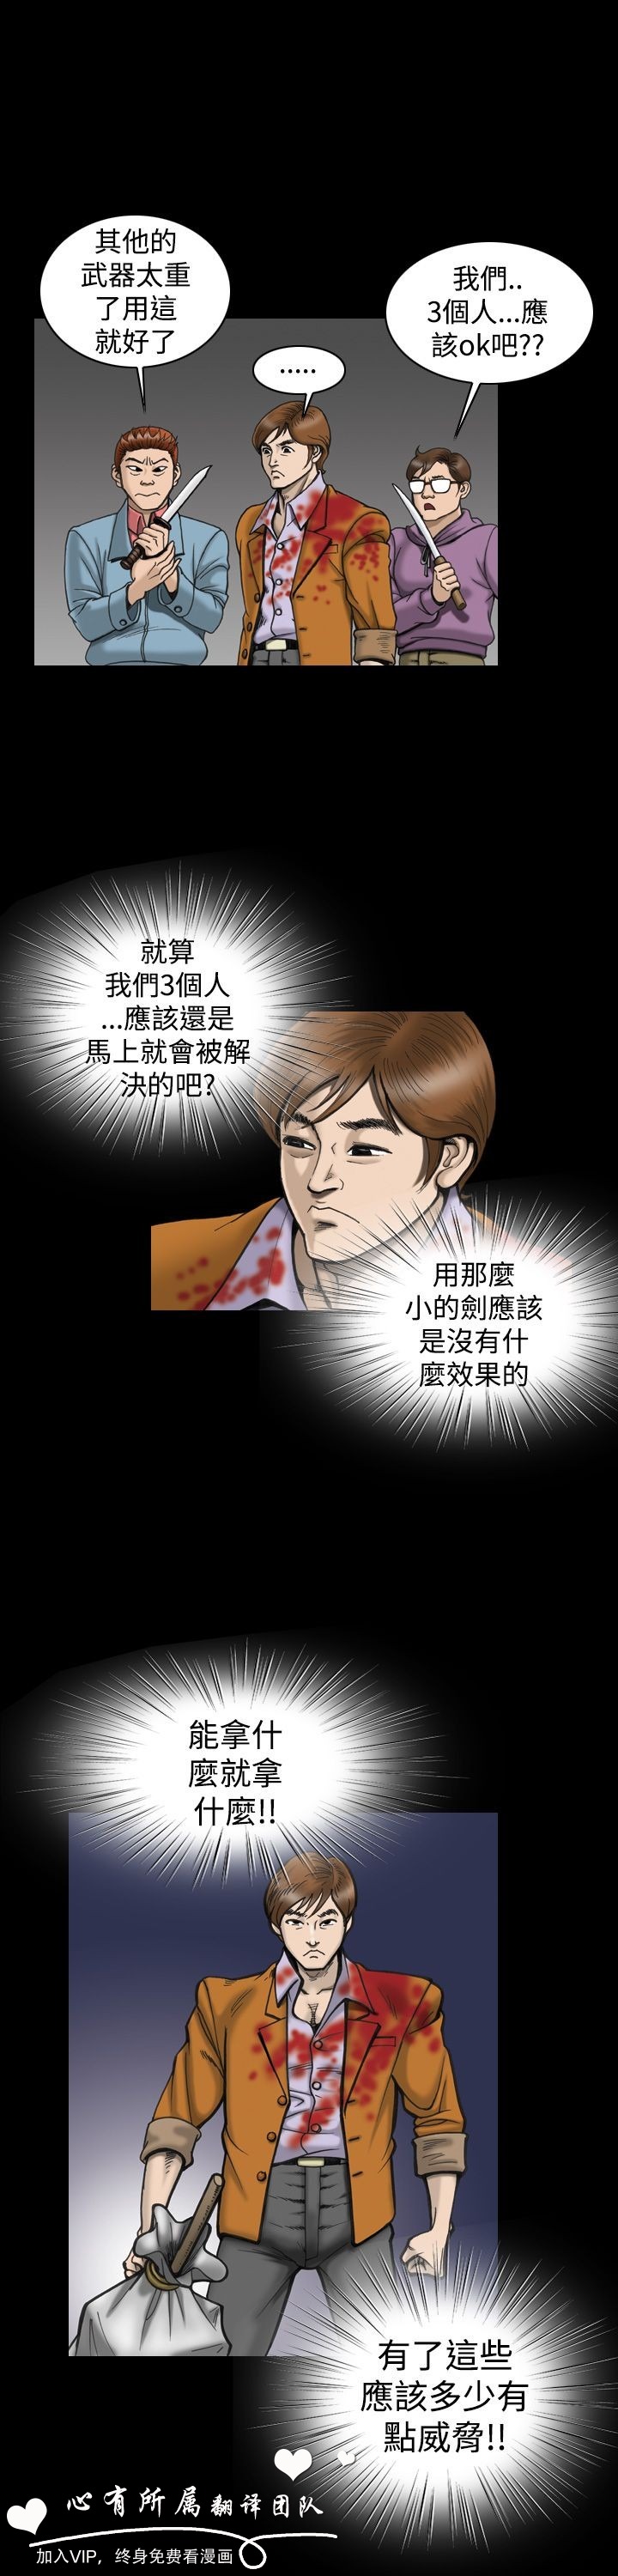 其他的
武器太重
了用這
就好了
.....
我們..
3個人...應
該ok吧??
就算
我們3個人
...應該還是
馬上就會被解
決的吧?
用那麼
小的劍應該
是沒有什
麼效果的
能拿什
麼就拿
什麼!!
有了這些
應該多少有
點威脅!!
心有所属翻译团队
加入VIP，终身免费看漫画